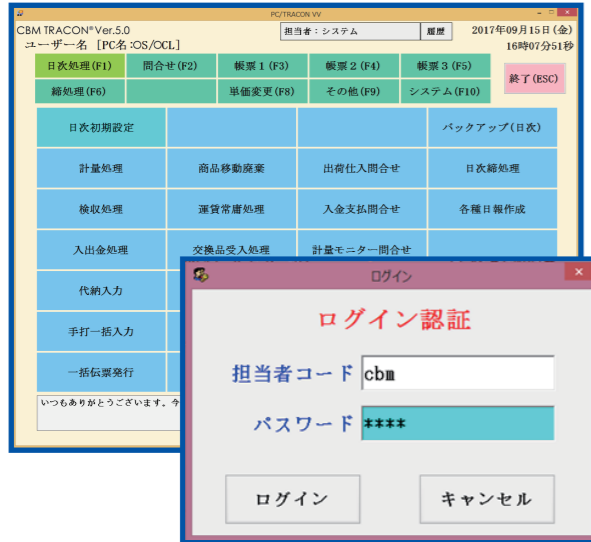 PC/TRACON VV
CBM TRACON® Ver.5.0
担当者：システム
履歴
2017年09月15日(金)
ユーザー名 [PC名:OS/OCL]
16時07分51秒
日次処理(F1) 問合せ(F2) 帳票1(F3) 帳票2(F4) 帳票3(F5)
終了(ESC)
締処理(F6) 単価変更(F8) その他(F9) システム(F10)
日次初期設定 バックアップ(日次)
計量処理 商品移動廃棄 出荷仕入問合せ 日次締処理
検収処理 運賃常庸処理 入金支払問合せ 各種日報作成
入出金処理 交換品受入処理 計量モニター問合せ
代納入力
手打一括入力
一括伝票発行
いつもありがとうございます。今
ログイン
ログイン認証
担当者コード cbm
パスワード ****
ログイン キャンセル